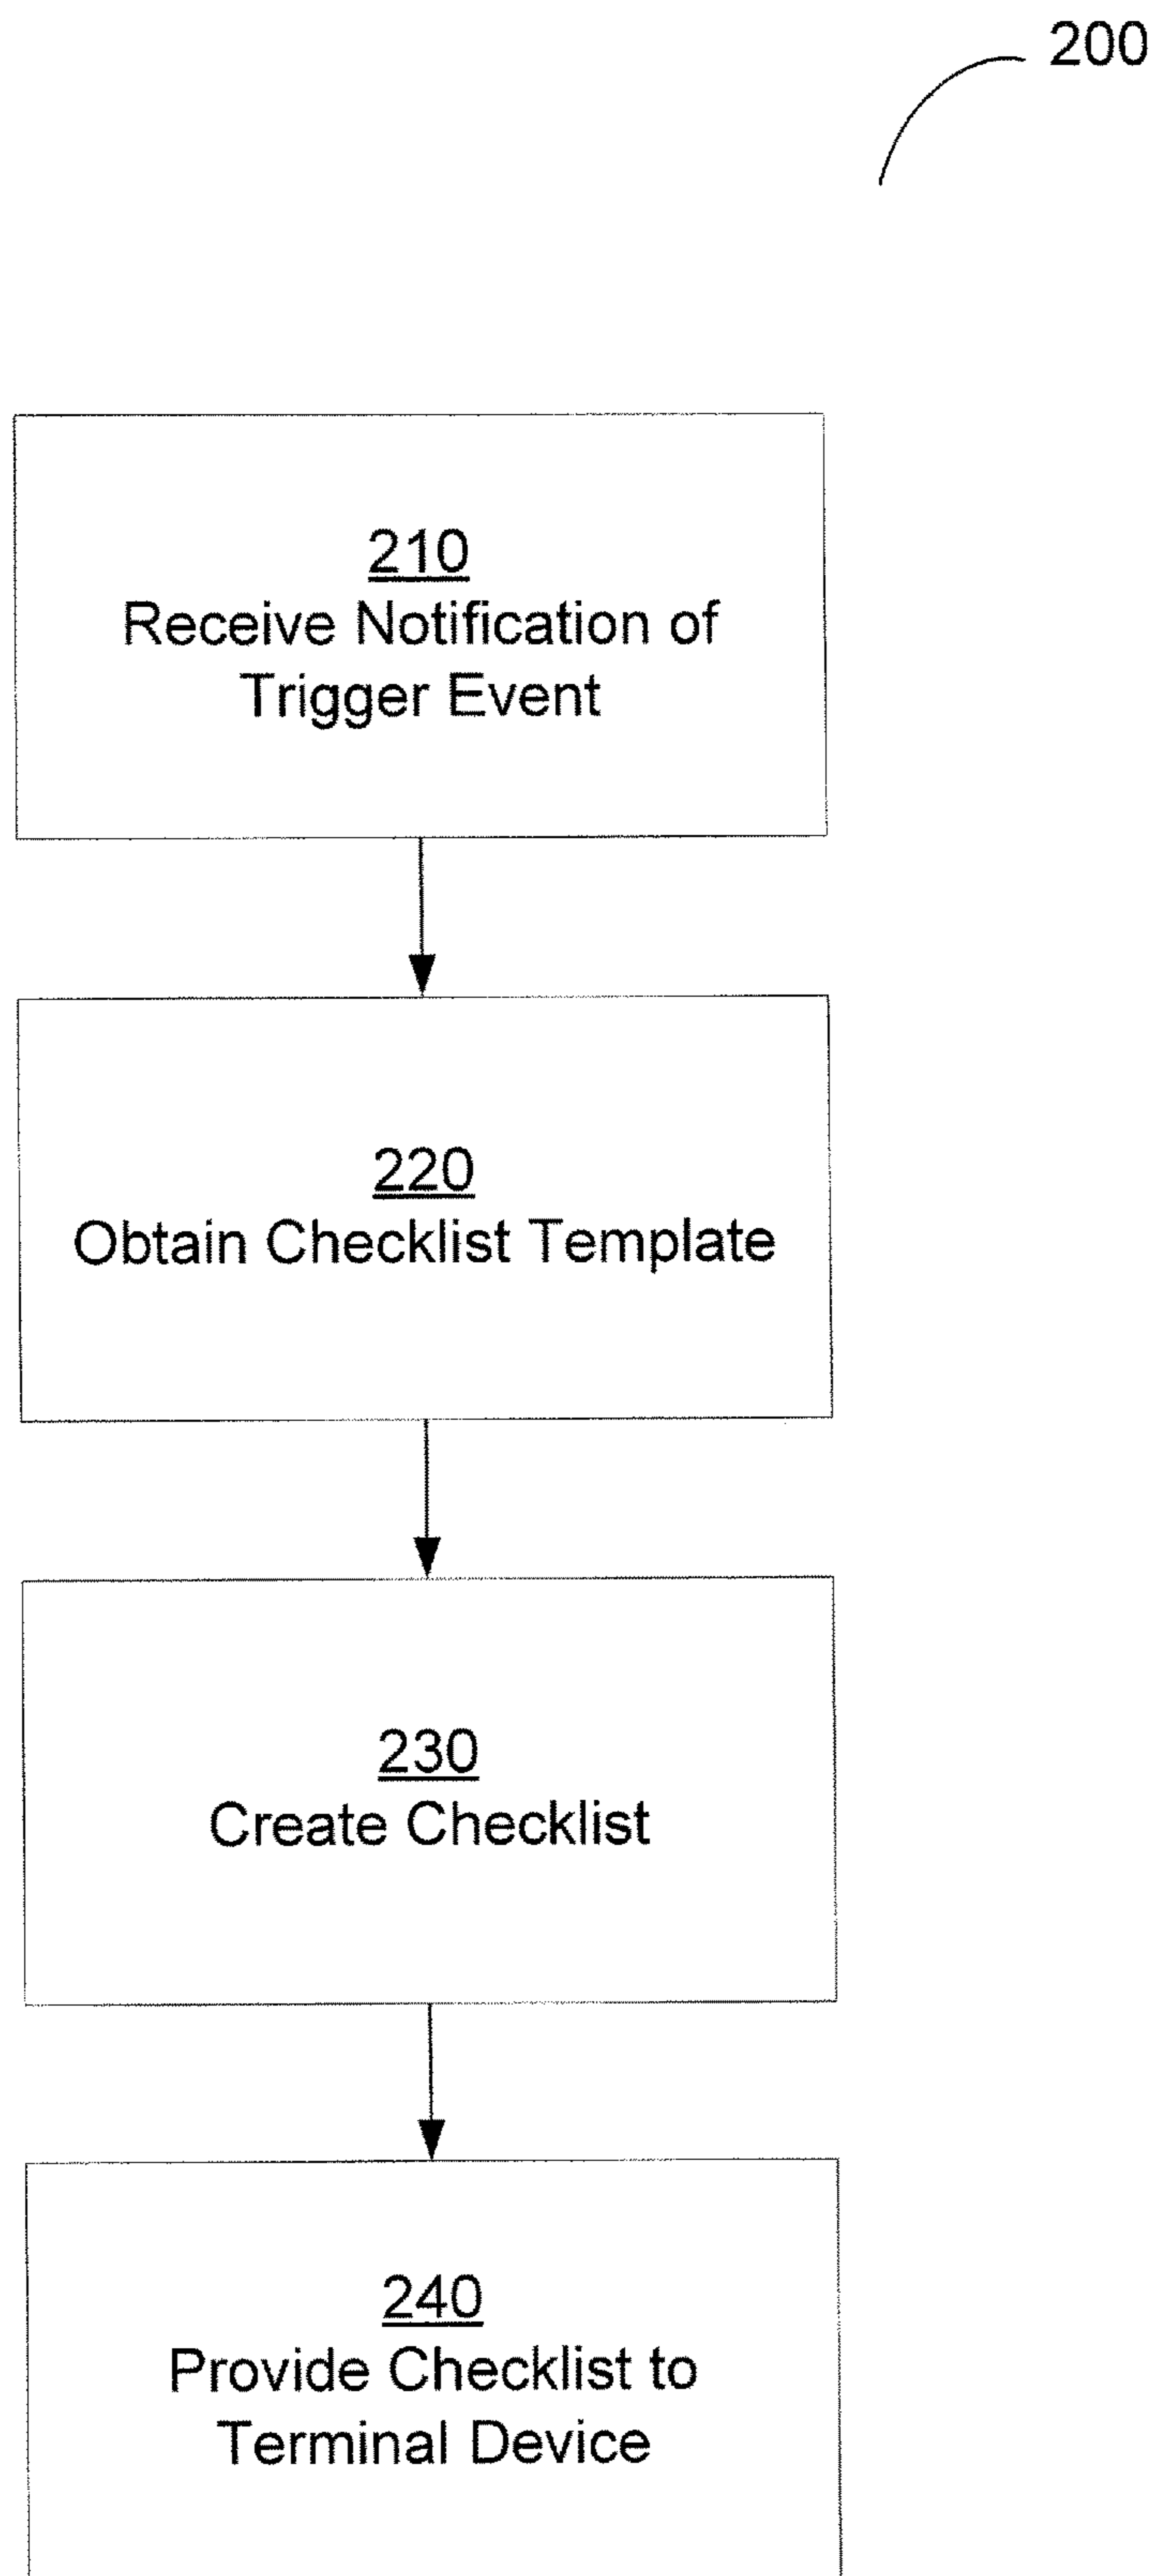 200
210
Receive Notification of
Trigger Event
220
Obtain Checklist Template
230
Create Checklist
240
Provide Checklist to
Terminal Device